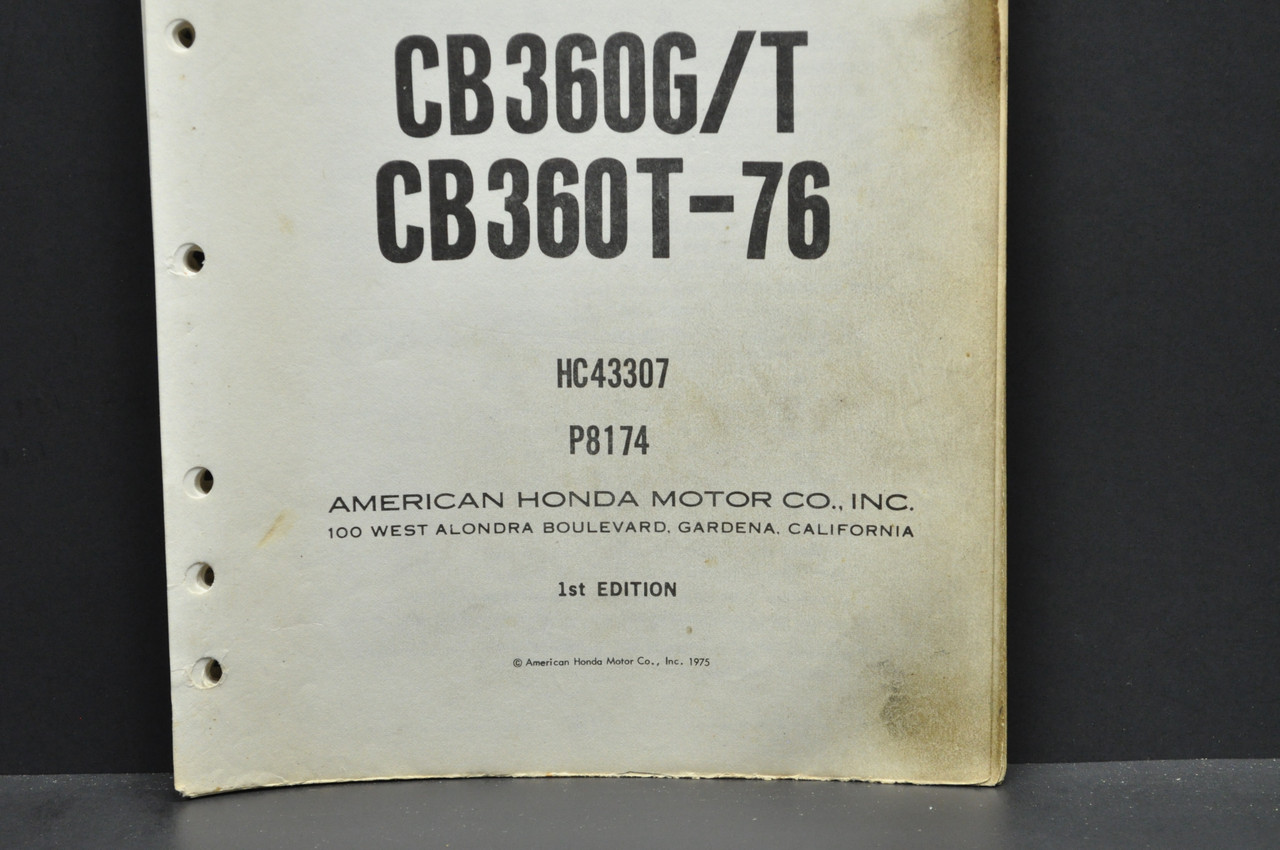 CB360G/T
CB360T-76
HC43307
P8174
AMERICAN HONDA MOTOR CO., INC.
100 WEST ALONDRA BOULEVARD, GARDENA, CALIFORNIA
1st EDITION
© American Honda Motor Co., Inc. 1975